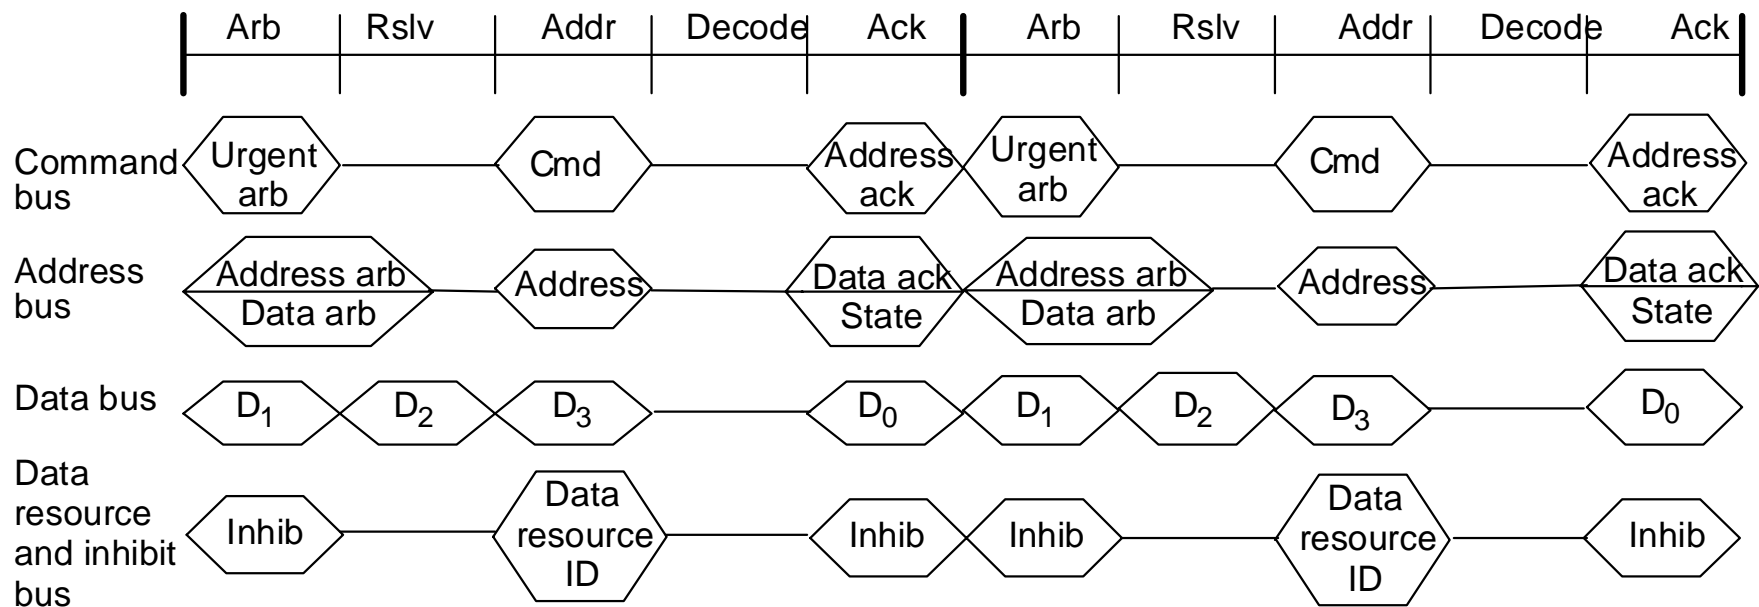 Arb Rslv Addr Decode Ack Arb Rslv Addr Decode Ack
Command
bus
Urgent
arb
Cmd
Address
ack
Urgent
arb
Cmd
Address
ack
Address
bus
Address arb
Data arb
Address
Data ack
State
Address arb
Data arb
Address
Data ack
State
Data bus
D1 D2 D3 D0 D1 D2 D3 D0
Data
resource
and inhibit
bus
Inhib
Data
resource
ID
Inhib
Inhib
Data
resource
ID
Inhib